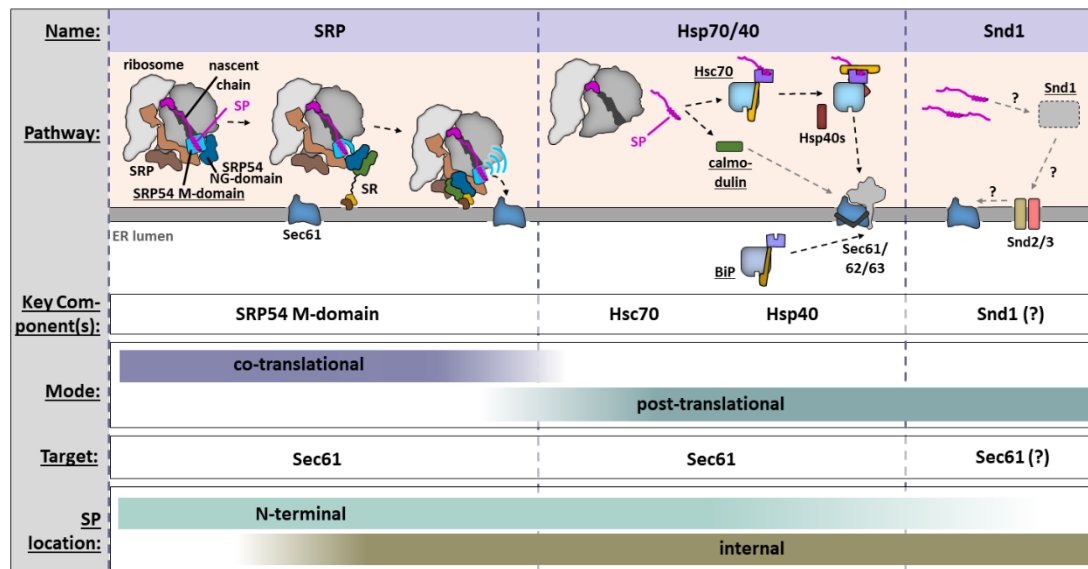 Name:
SRP
Hsp70/40
Snd1
Pathway:
ribosome
nascent
chain
SP
SRP
SRP54
NG-domain
SRP54 M-domain
SR
Sec61
ER lumen
SP
Hsc70
Hsp40s
calmo-
dulin
BiP
Sec61/
62/63
Snd1
?
?
?
Snd2/3
Key Com-
ponent(s):
SRP54 M-domain
Hsc70
Hsp40
Snd1 (?)
Mode:
co-translational
post-translational
Target:
Sec61
Sec61
Sec61 (?)
SP
location:
N-terminal
internal